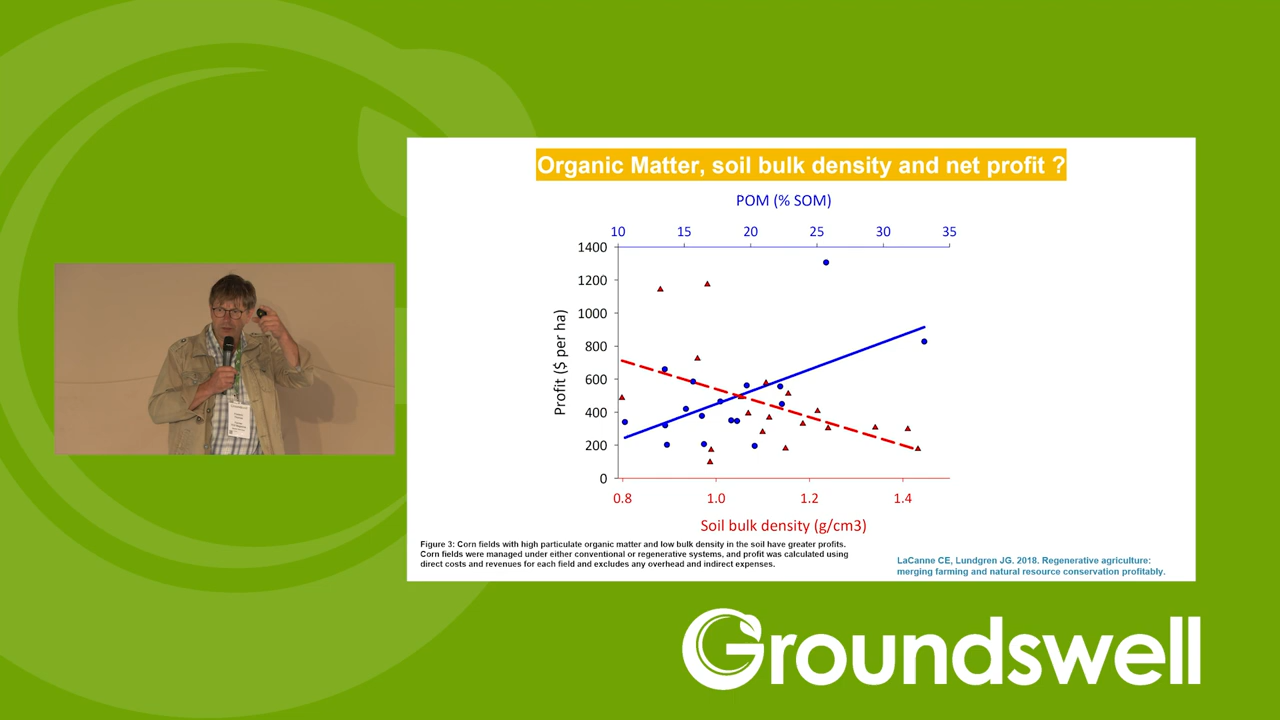 Organic Matter, soil bulk density and net profit ?
POM (% SOM)
10 15 20 25 30 35
1400
1200
1000
800
600
400
200
0
Profit ($ per ha)
0.8 1.0 1.2 1.4
Soil bulk density (g/cm3)
Figure 3: Corn fields with high particulate organic matter and low bulk density in the soil have greater profits.
Corn fields were managed under either conventional or regenerative systems, and profit was calculated using
direct costs and revenues for each field and excludes any overhead and indirect expenses.
LaCanne CE, Lundgren JG. 2018. Regenerative agriculture:
merging farming and natural resource conservation profitably.
Groundswell